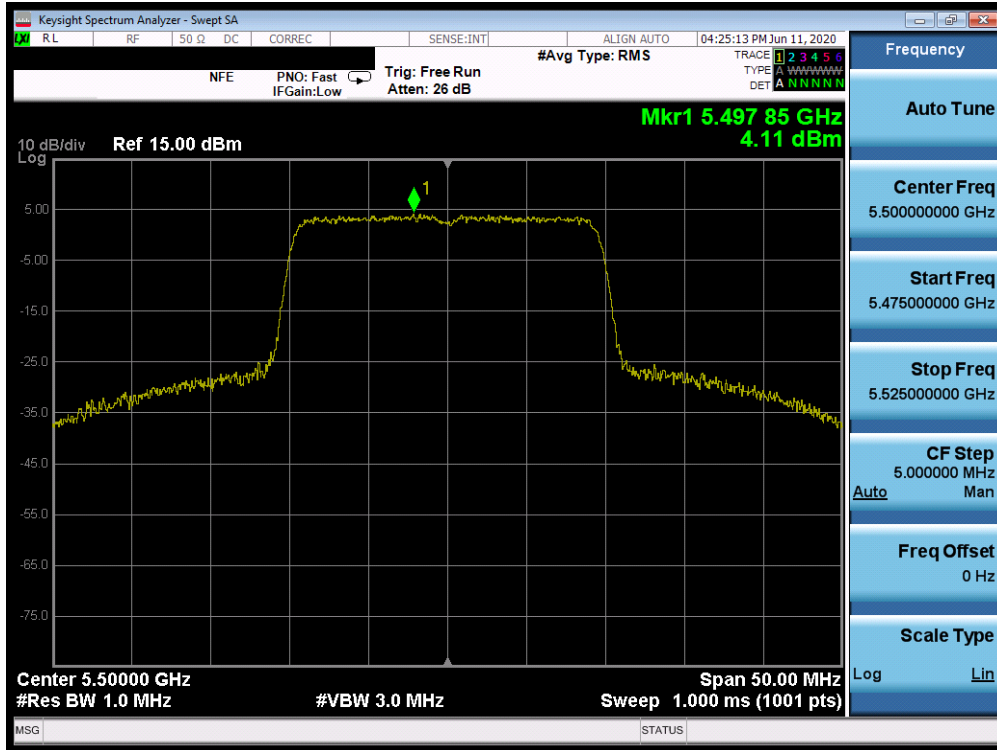 Keysight Spectrum Analyzer - Swept SA
LXI RL RF 50 Ω DC CORREC SENSE:INT ALIGN AUTO 04:25:13 PM Jun 11, 2020
#Avg Type: RMS TRACE 1 2 3 4 5 6
NFE PNO: Fast Trig: Free Run TYPE A WWWWW
IFGain:Low Atten: 26 dB DET A N N N N N
Mkr1 5.497 85 GHz
4.11 dBm
10 dB/div Ref 15.00 dBm
Log
1
5.00
-5.00
-15.0
-25.0
-35.0
-45.0
-55.0
-65.0
-75.0
Center 5.50000 GHz Span 50.00 MHz
#Res BW 1.0 MHz #VBW 3.0 MHz Sweep 1.000 ms (1001 pts)
MSG STATUS
Frequency
Auto Tune
Center Freq
5.500000000 GHz
Start Freq
5.475000000 GHz
Stop Freq
5.525000000 GHz
CF Step
5.000000 MHz
Auto Man
Freq Offset
0 Hz
Scale Type
Log Lin